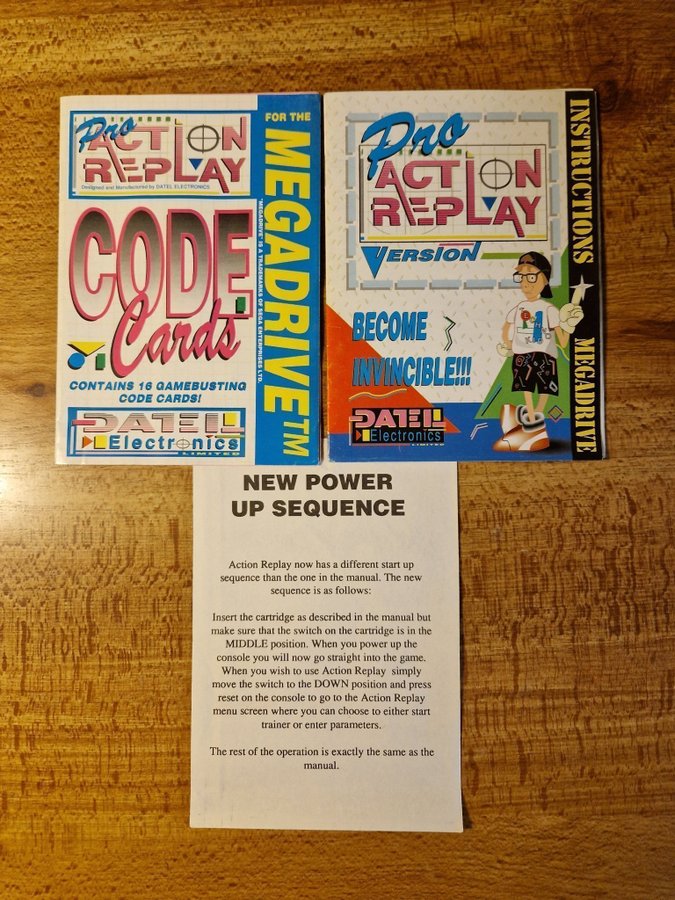 Pro
ACTION
REPLAY
Designed and Manufactured by DATEL ELECTRONICS
CODE
Cards
CONTAINS 16 GAMEBUSTING
CODE CARDS!
DATEL
Electronics
LIMITED
FOR THE
MEGADRIVE™
'MEGADRIVE' IS A TRADEMARKS OF SEGA ENTERPRISES LTD.
Pro
ACTION
REPLAY
VERSION
1
BECOME
INVINCIBLE!!!
DATEL
Electronics
LIMITED
INSTRUCTIONS
MEGADRIVE
NEW POWER
UP SEQUENCE
Action Replay now has a different start up
sequence than the one in the manual. The new
sequence is as follows:
Insert the cartridge as described in the manual but
make sure that the switch on the cartridge is in the
MIDDLE position. When you power up the
console you will now go straight into the game.
When you wish to use Action Replay simply
move the switch to the DOWN position and press
reset on the console to go to the Action Replay
menu screen where you can choose to either start
trainer or enter parameters.
The rest of the operation is exactly the same as the
manual.